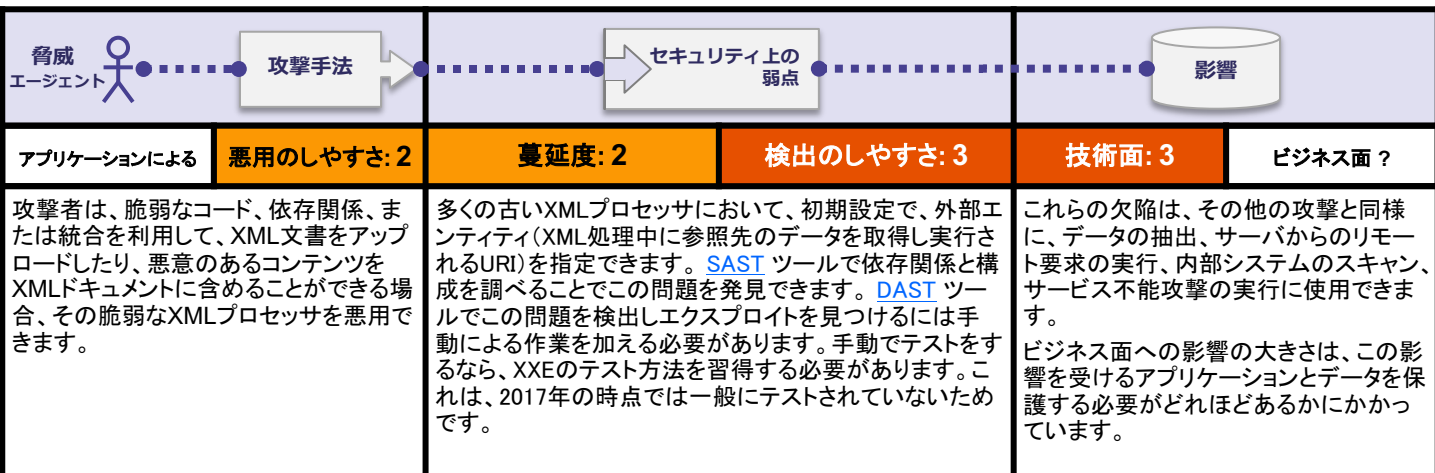 脅威
エージェント
攻撃手法
セキュリティ上の
弱点
影響
アプリケーションによる
悪用のしやすさ: 2
蔓延度: 2
検出のしやすさ: 3
技術面: 3
ビジネス面 ?
攻撃者は、脆弱なコード、依存関係、ま
たは統合を利用して、XML文書をアップ
ロードしたり、悪意のあるコンテンツを
XMLドキュメントに含めることができる場
合、その脆弱なXMLプロセッサを悪用で
きます。
多くの古いXMLプロセッサにおいて、初期設定で、外部エ
ンティティ(XML処理中に参照先のデータを取得し実行さ
れるURI)を指定できます。 SAST ツールで依存関係と構
成を調べることでこの問題を発見できます。 DAST ツー
ルでこの問題を検出しエクスプロイトを見つけるには手
動による作業を加える必要があります。手動でテストをす
るなら、XXEのテスト方法を習得する必要があります。こ
れは、2017年の時点では一般にテストされていないため
です。
これらの欠陥は、その他の攻撃と同様
に、データの抽出、サーバからのリモー
ト要求の実行、内部システムのスキャン、
サービス不能攻撃の実行に使用できま
す。
ビジネス面への影響の大きさは、この影
響を受けるアプリケーションとデータを保
護する必要がどれほどあるかにかかっ
ています。